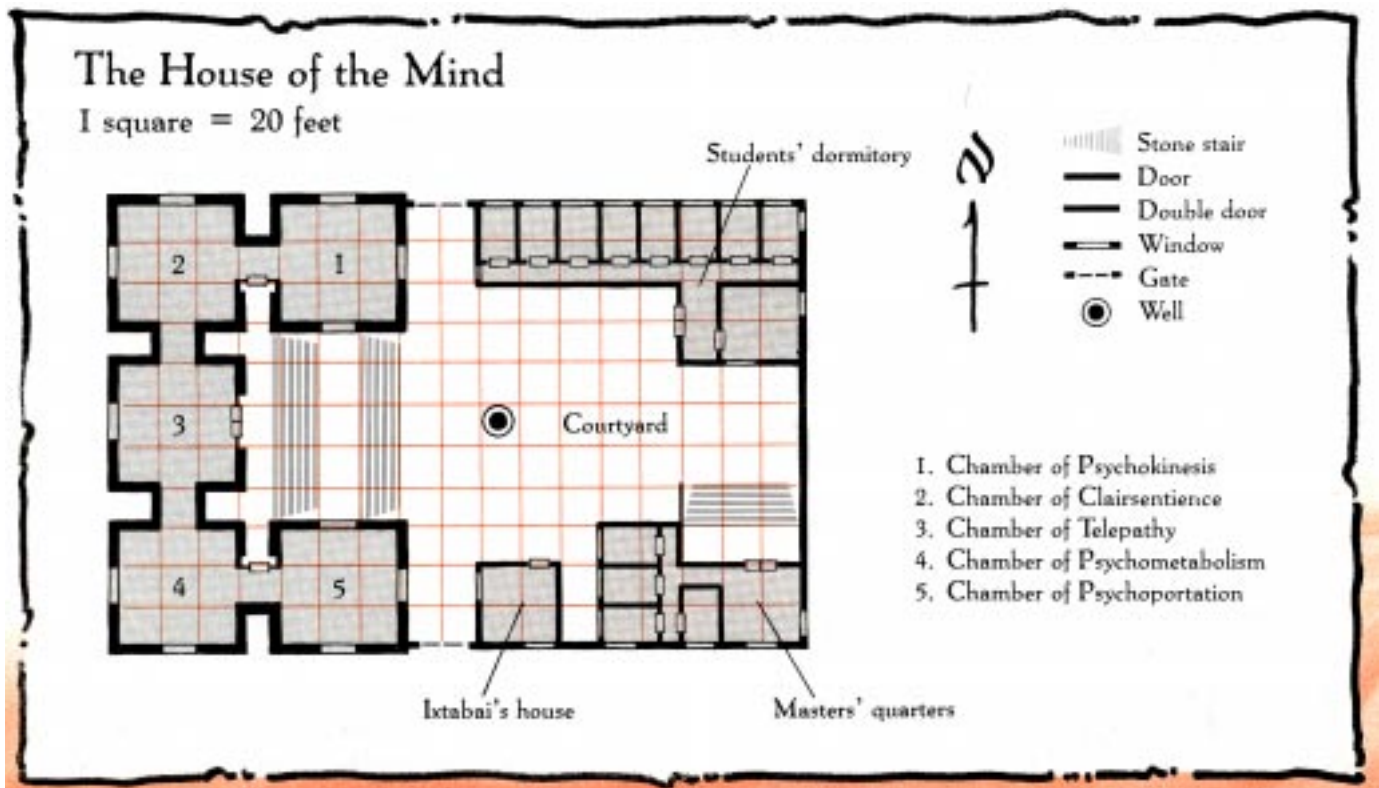 The House of the Mind
1 square = 20 feet
Students' dormitory
N
Stone stair
Door
Double door
Window
Gate
Well
2
1
3
Courtyard
4
5
1. Chamber of Psychokinesis
2. Chamber of Clairsentience
3. Chamber of Telepathy
4. Chamber of Psychometabolism
5. Chamber of Psychoportation
Ixtabai's house
Masters' quarters